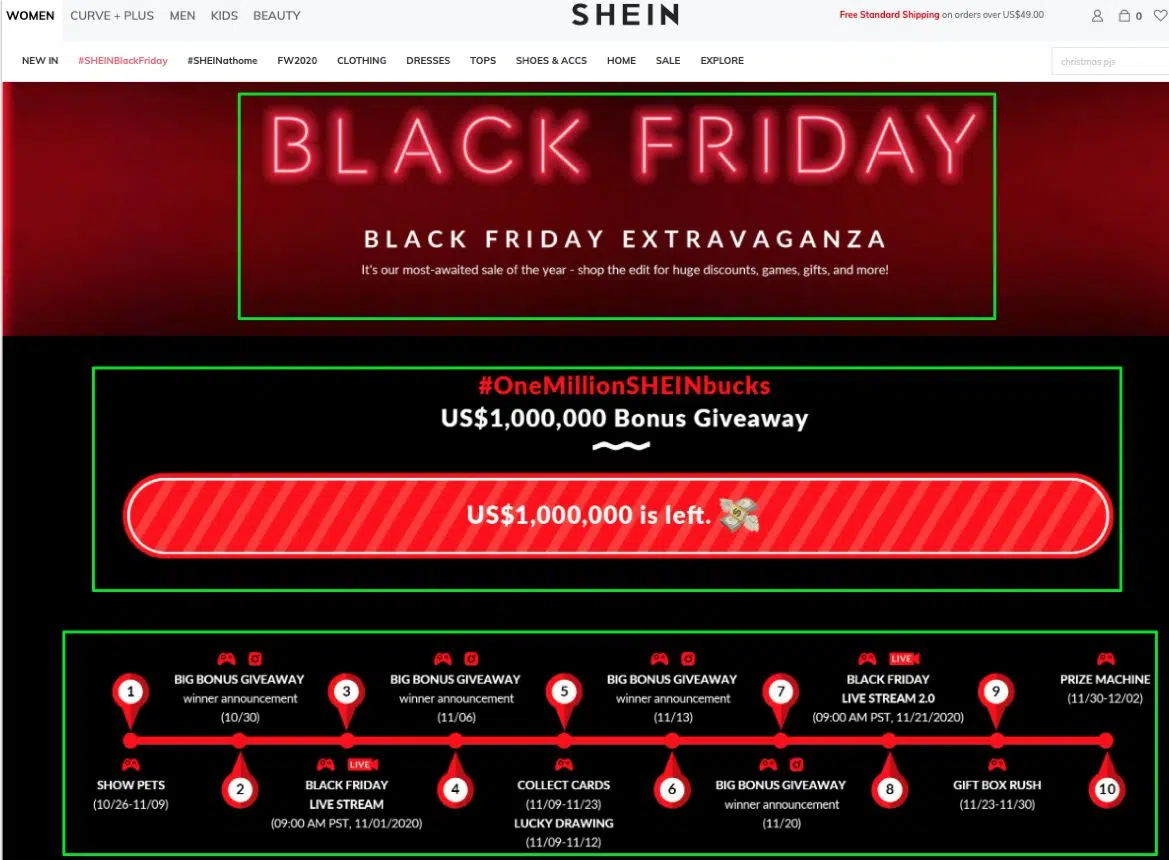 WOMEN CURVE + PLUS MEN KIDS BEAUTY
SHEIN
Free Standard Shipping on orders over US$49.00
0
NEW IN #SHEINBlackFriday #SHEINathome FW2020 CLOTHING DRESSES TOPS SHOES & ACCS HOME SALE EXPLORE
christmas pjs
BLACK FRIDAY
BLACK FRIDAY EXTRAVAGANZA
It's our most-awaited sale of the year - shop the edit for huge discounts, games, gifts, and more!
#OneMillionSHEINbucks
US$1,000,000 Bonus Giveaway
US$1,000,000 is left.
1
SHOW PETS
(10/26-11/09)
BIG BONUS GIVEAWAY
winner announcement
(10/30)
2
3
LIVE
BLACK FRIDAY
LIVE STREAM
(09:00 AM PST, 11/01/2020)
BIG BONUS GIVEAWAY
winner announcement
(11/06)
4
5
COLLECT CARDS
(11/09-11/23)
LUCKY DRAWING
(11/09-11/12)
BIG BONUS GIVEAWAY
winner announcement
(11/13)
6
7
BIG BONUS GIVEAWAY
winner announcement
(11/20)
LIVE
BLACK FRIDAY
LIVE STREAM 2.0
(09:00 AM PST, 11/21/2020)
8
9
GIFT BOX RUSH
(11/23-11/30)
PRIZE MACHINE
(11/30-12/02)
10